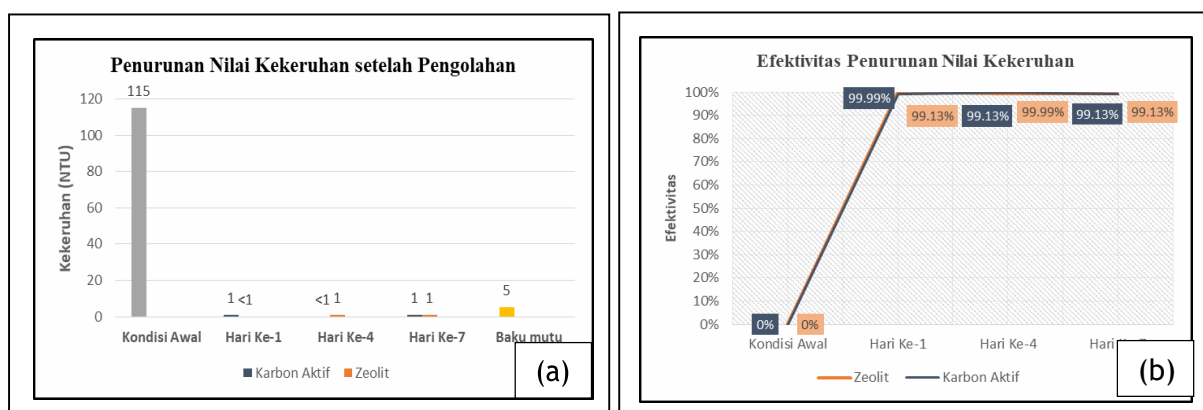 Penurunan Nilai Kekeruhan setelah Pengolahan
Kekeruhan (NTU)
120
100
80
60
40
20
0
115
1 <1
<1 1
1 1
5
Kondisi Awal Hari Ke-1 Hari Ke-4 Hari Ke-7 Baku mutu
Karbon Aktif Zeolit
(a)
Efektivitas Penurunan Nilai Kekeruhan
Efektivitas
100%
90%
80%
70%
60%
50%
40%
30%
20%
10%
0%
99.99% 99.13% 99.13% 99.99% 99.13% 99.13%
0% 0%
Kondisi Awal Hari Ke-1 Hari Ke-4 Hari
Zeolit Karbon Aktif
(b)